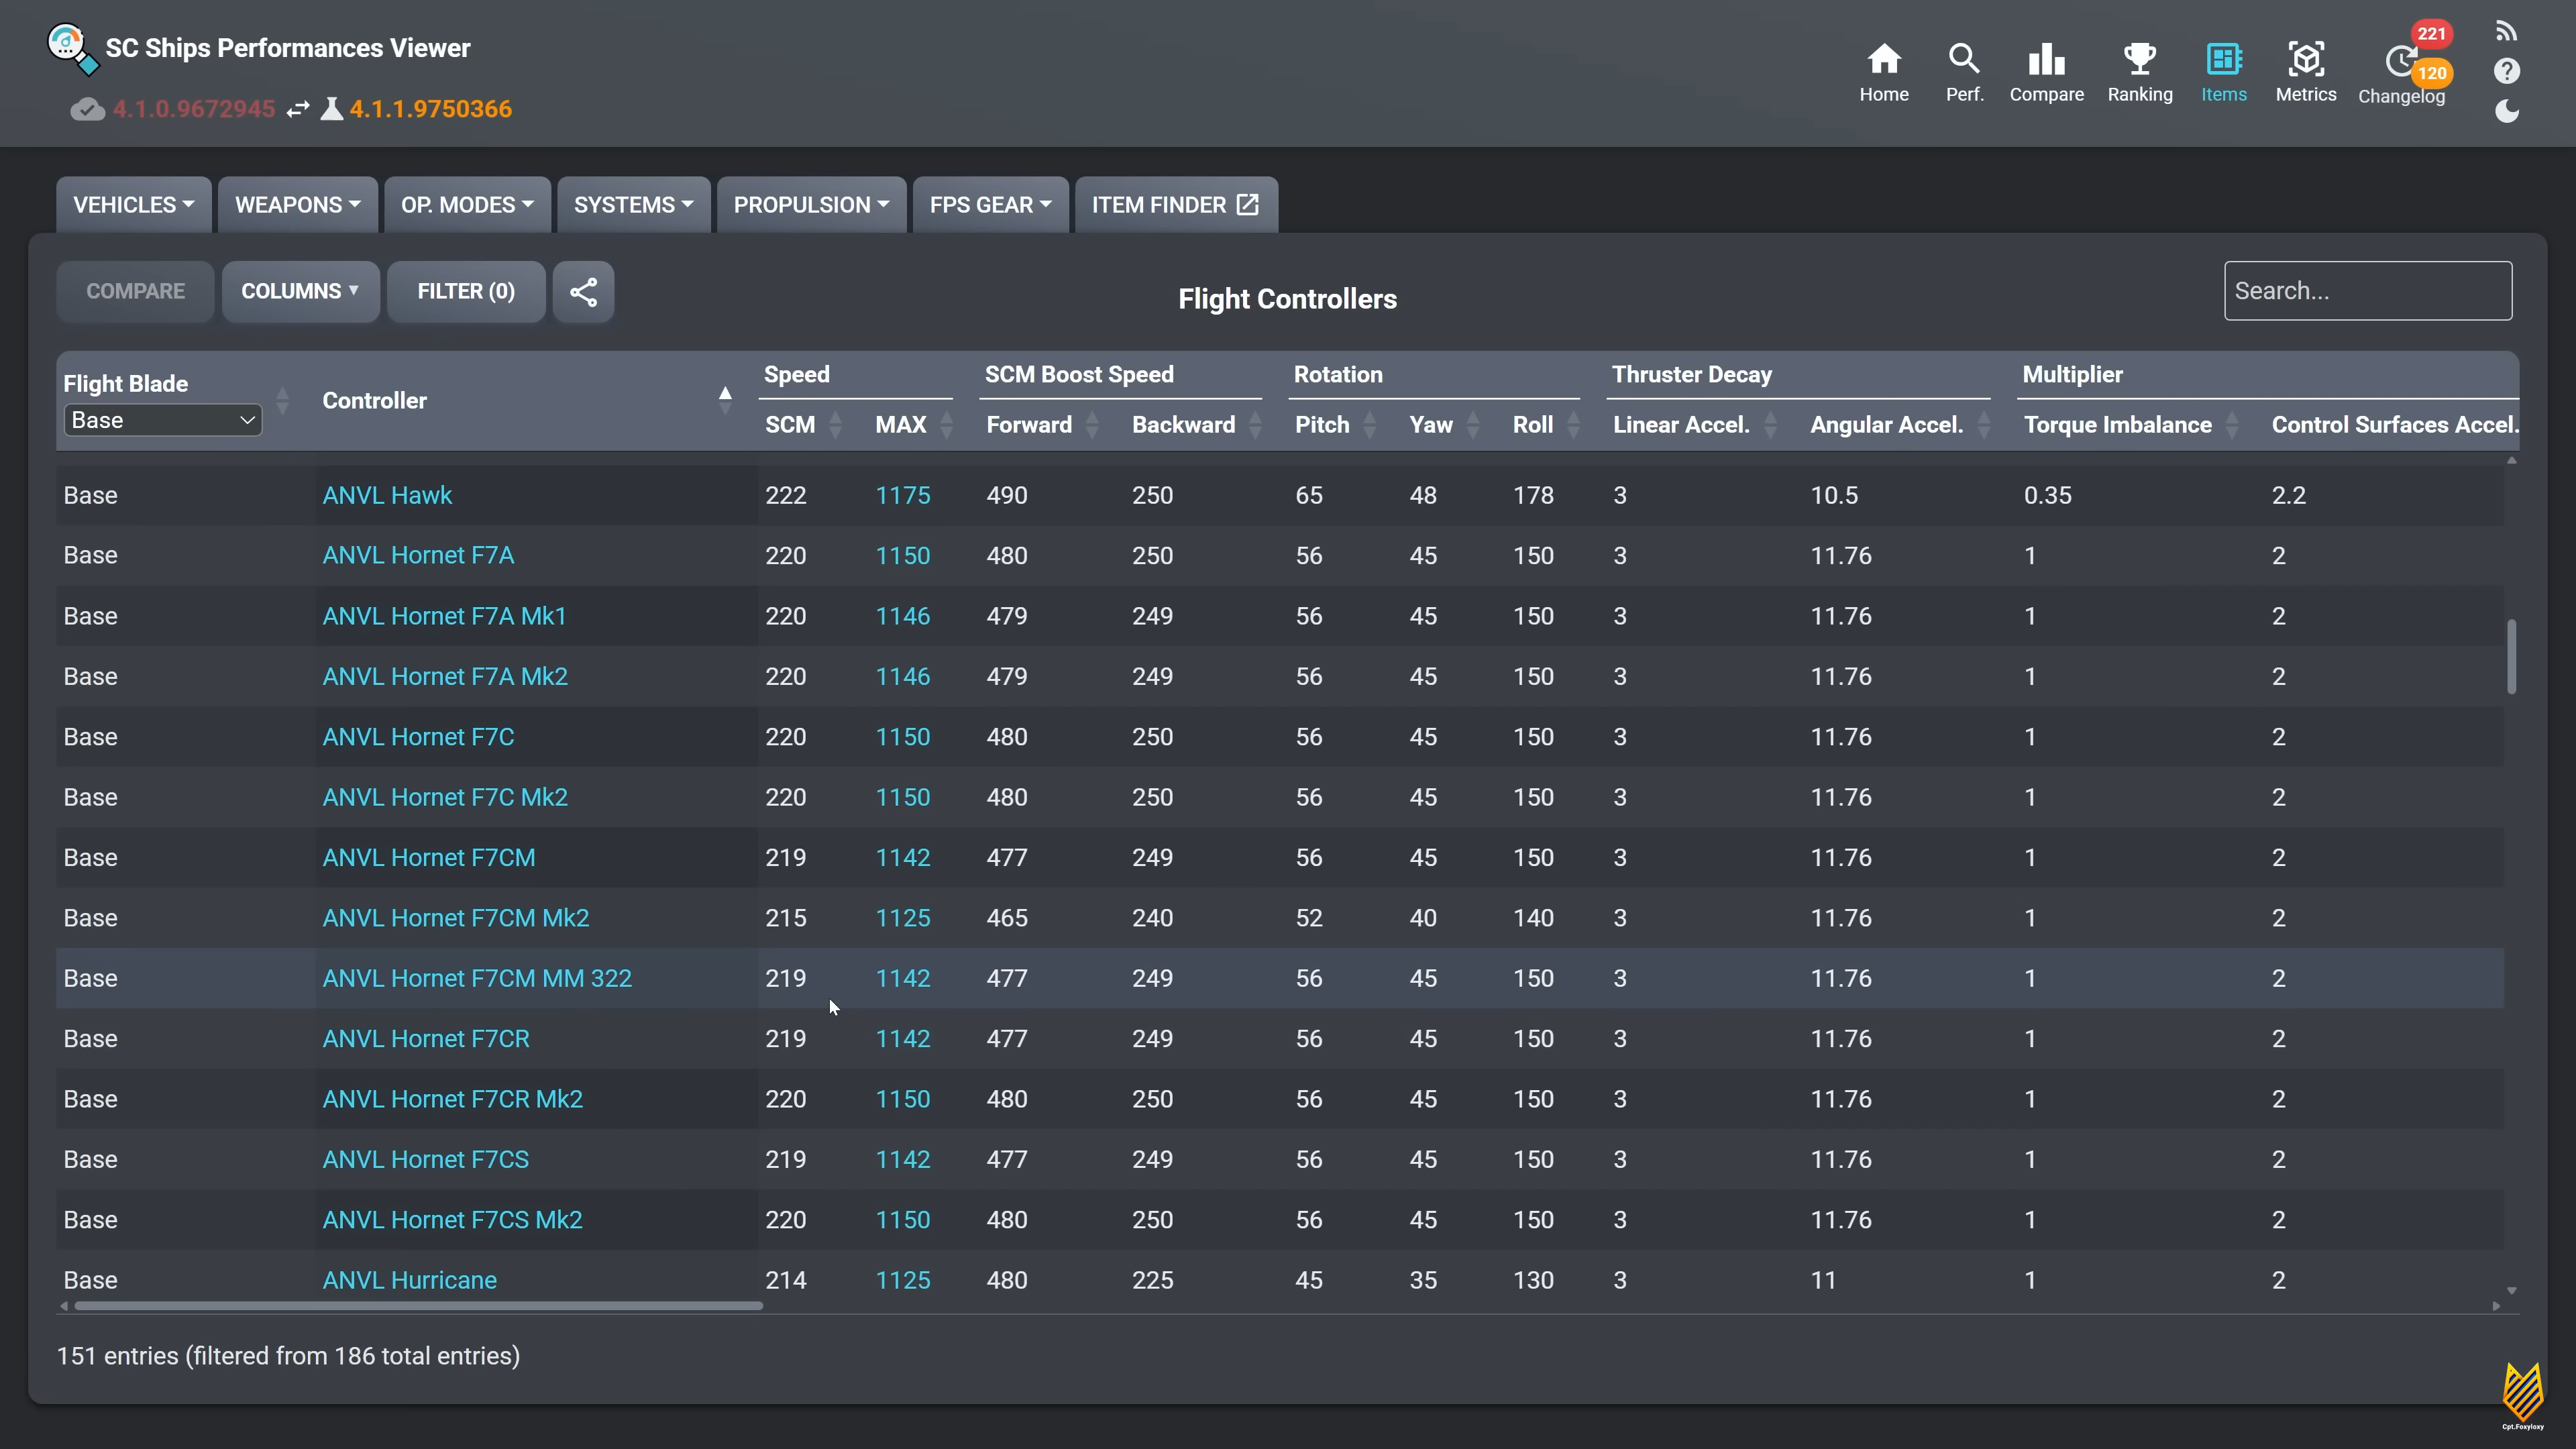 SC Ships Performances Viewer
4.1.0.9672945 4.1.1.9750366
Home Perf. Compare Ranking Items Metrics Changelog 221 120
VEHICLES WEAPONS OP. MODES SYSTEMS PROPULSION FPS GEAR ITEM FINDER
COMPARE COLUMNS FILTER (0) Flight Controllers Search...
Flight Blade Controller Speed SCM Boost Speed Rotation Thruster Decay Multiplier
Base SCM MAX Forward Backward Pitch Yaw Roll Linear Accel. Angular Accel. Torque Imbalance Control Surfaces Accel.
Base ANVL Hawk 222 1175 490 250 65 48 178 3 10.5 0.35 2.2
Base ANVL Hornet F7A 220 1150 480 250 56 45 150 3 11.76 1 2
Base ANVL Hornet F7A Mk1 220 1146 479 249 56 45 150 3 11.76 1 2
Base ANVL Hornet F7A Mk2 220 1146 479 249 56 45 150 3 11.76 1 2
Base ANVL Hornet F7C 220 1150 480 250 56 45 150 3 11.76 1 2
Base ANVL Hornet F7C Mk2 220 1150 480 250 56 45 150 3 11.76 1 2
Base ANVL Hornet F7CM 219 1142 477 249 56 45 150 3 11.76 1 2
Base ANVL Hornet F7CM Mk2 215 1125 465 240 52 40 140 3 11.76 1 2
Base ANVL Hornet F7CM MM 322 219 1142 477 249 56 45 150 3 11.76 1 2
Base ANVL Hornet F7CR 219 1142 477 249 56 45 150 3 11.76 1 2
Base ANVL Hornet F7CR Mk2 220 1150 480 250 56 45 150 3 11.76 1 2
Base ANVL Hornet F7CS 219 1142 477 249 56 45 150 3 11.76 1 2
Base ANVL Hornet F7CS Mk2 220 1150 480 250 56 45 150 3 11.76 1 2
Base ANVL Hurricane 214 1125 480 225 45 35 130 3 11 1 2
151 entries (filtered from 186 total entries)
Cpt.Foxyloxy